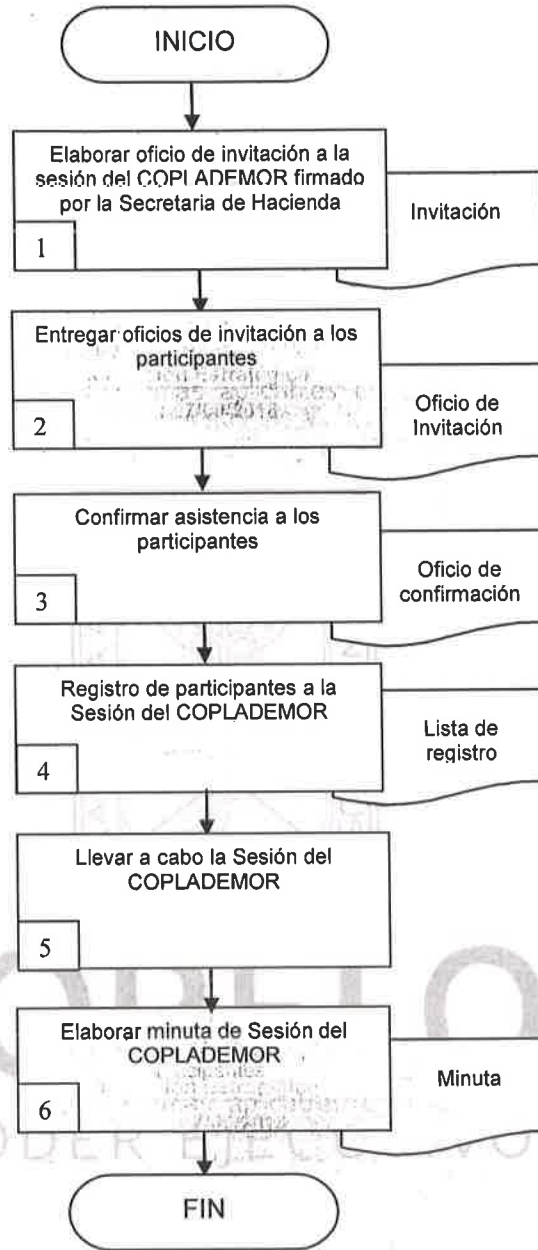 INICIO
Elaborar oficio de invitación a la
sesión del COPLADEMOR firmado
por la Secretaria de Hacienda
1
Invitación
Entregar oficios de invitación a los
participantes
2
Oficio de
Invitación
Confirmar asistencia a los
participantes
3
Oficio de
confirmación
Registro de participantes a la
Sesión del COPLADEMOR
4
Lista de
registro
Llevar a cabo la Sesión del
COPLADEMOR
5
Elaborar minuta de Sesión del
COPLADEMOR
6
Minuta
PODER EJECUTIVO
FIN